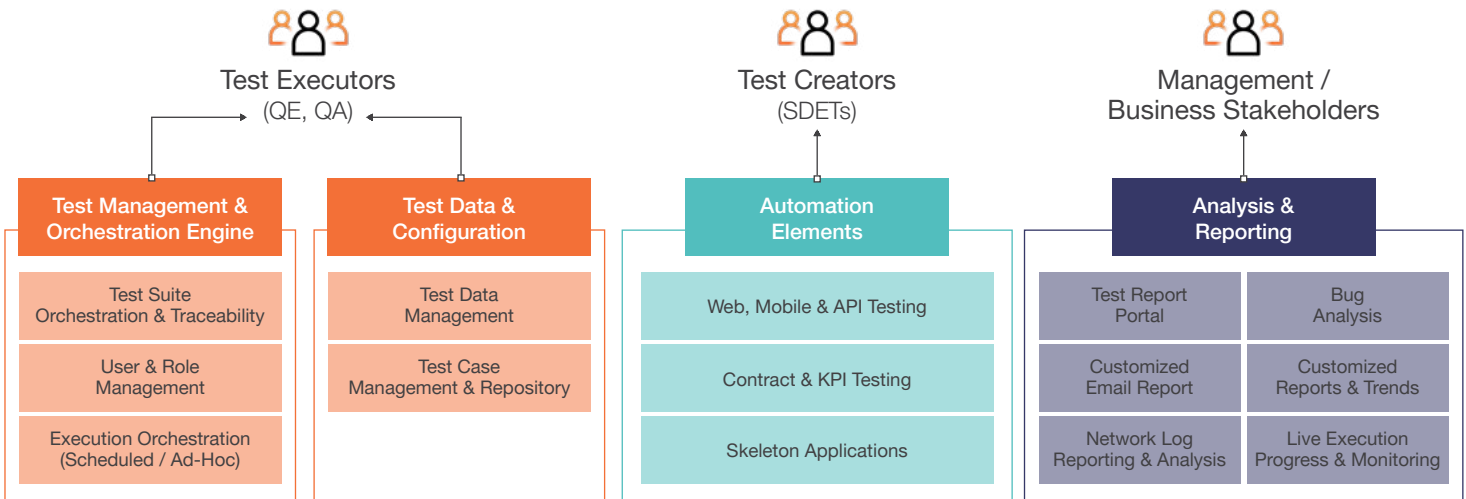 Test Executors
(QE, QA)
Test Creators
(SDETs)
Management /
Business Stakeholders
Test Management &
Orchestration Engine
Test Suite
Orchestration & Traceability
User & Role
Management
Execution Orchestration
(Scheduled / Ad-Hoc)
Test Data &
Configuration
Test Data
Management
Test Case
Management & Repository
Automation
Elements
Web, Mobile & API Testing
Contract & KPI Testing
Skeleton Applications
Analysis &
Reporting
Test Report
Portal
Bug
Analysis
Customized
Email Report
Customized
Reports & Trends
Network Log
Reporting & Analysis
Live Execution
Progress & Monitoring